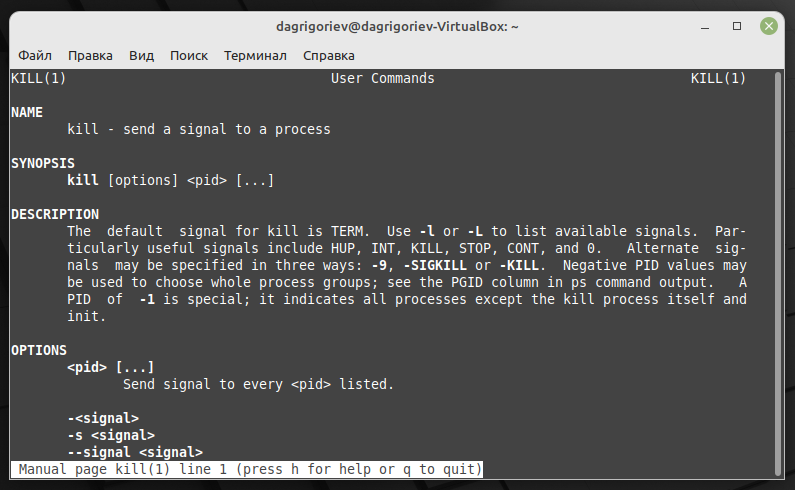 dagrigoriev@dagrigoriev-VirtualBox: ~
Файл Правка Вид Поиск Терминал Справка
KILL(1) User Commands KILL(1)
NAME
kill - send a signal to a process
SYNOPSIS
kill [options] <pid> [...]
DESCRIPTION
The default signal for kill is TERM. Use -l or -L to list available signals. Par-
ticularly useful signals include HUP, INT, KILL, STOP, CONT, and 0. Alternate sig-
nals may be specified in three ways: -9, -SIGKILL or -KILL. Negative PID values may
be used to choose whole process groups; see the PGID column in ps command output. A
PID of -1 is special; it indicates all processes except the kill process itself and
init.
OPTIONS
<pid> [...]
Send signal to every <pid> listed.
-<signal>
-s <signal>
--signal <signal>
Manual page kill(1) line 1 (press h for help or q to quit)